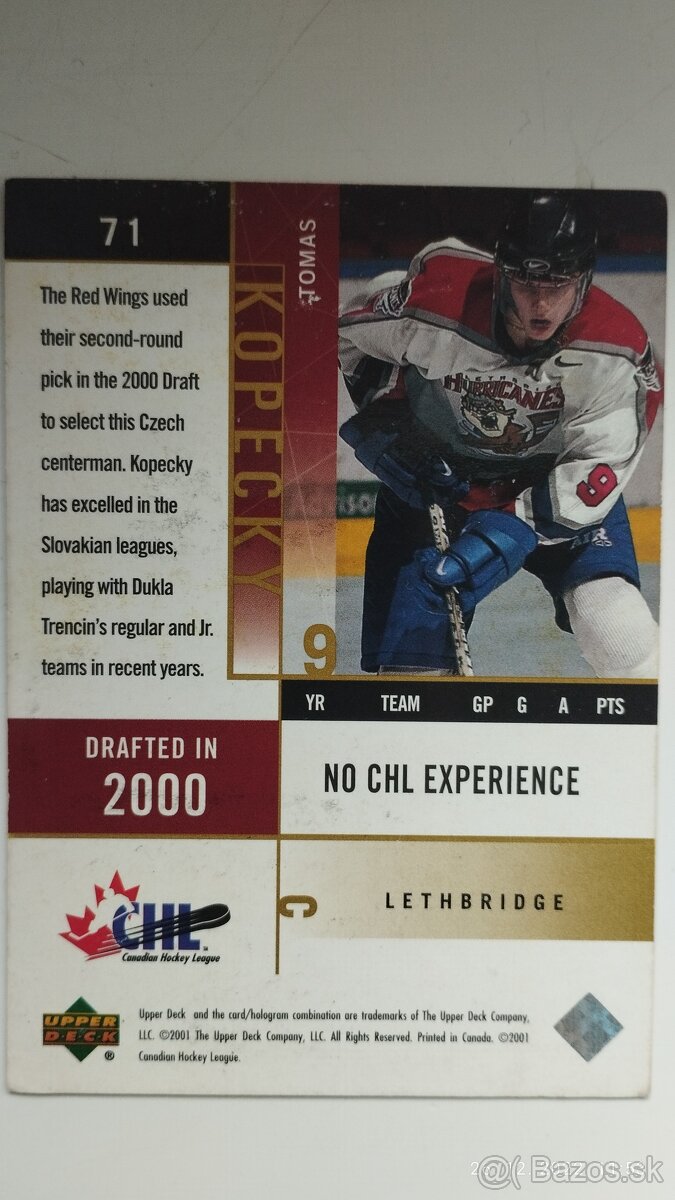 71
The Red Wings used
their second-round
pick in the 2000 Draft
to select this Czech
centerman. Kopecky
has excelled in the
Slovakian leagues,
playing with Dukla
Trencin's regular and Jr.
teams in recent years.
TOMAS
KOPECKY
HURRICANES
9
AIR
9
YR TEAM GP G A PTS
DRAFTED IN
2000
NO CHL EXPERIENCE
C
LETHBRIDGE
CHL
Canadian Hockey League
UPPER
DECK
®
Upper Deck and the card/hologram combination are trademarks of The Upper Deck Company,
LLC. ©2001 The Upper Deck Company, LLC. All Rights Reserved. Printed in Canada. ©2001
Canadian Hockey League.
@( Bazos.sk